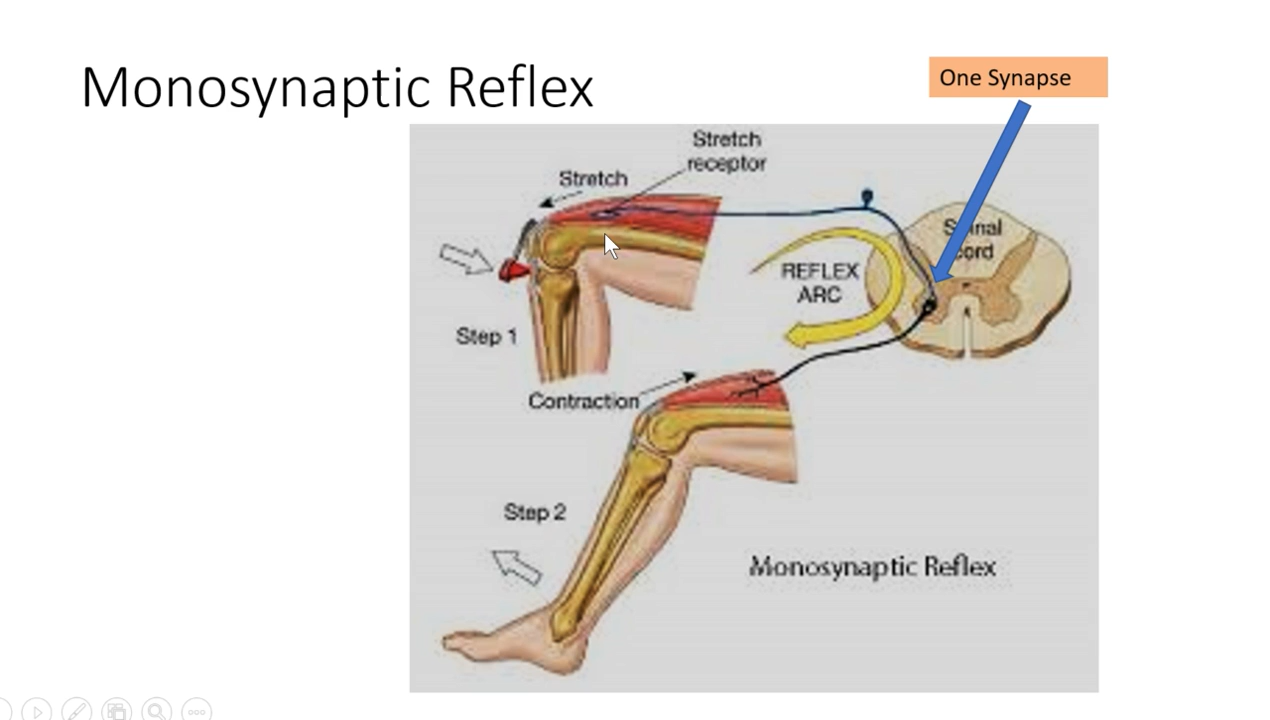 Monosynaptic Reflex
One Synapse
Stretch
receptor
Stretch
Spinal
cord
REFLEX
ARC
Step 1
Contraction
Step 2
Monosynaptic Reflex